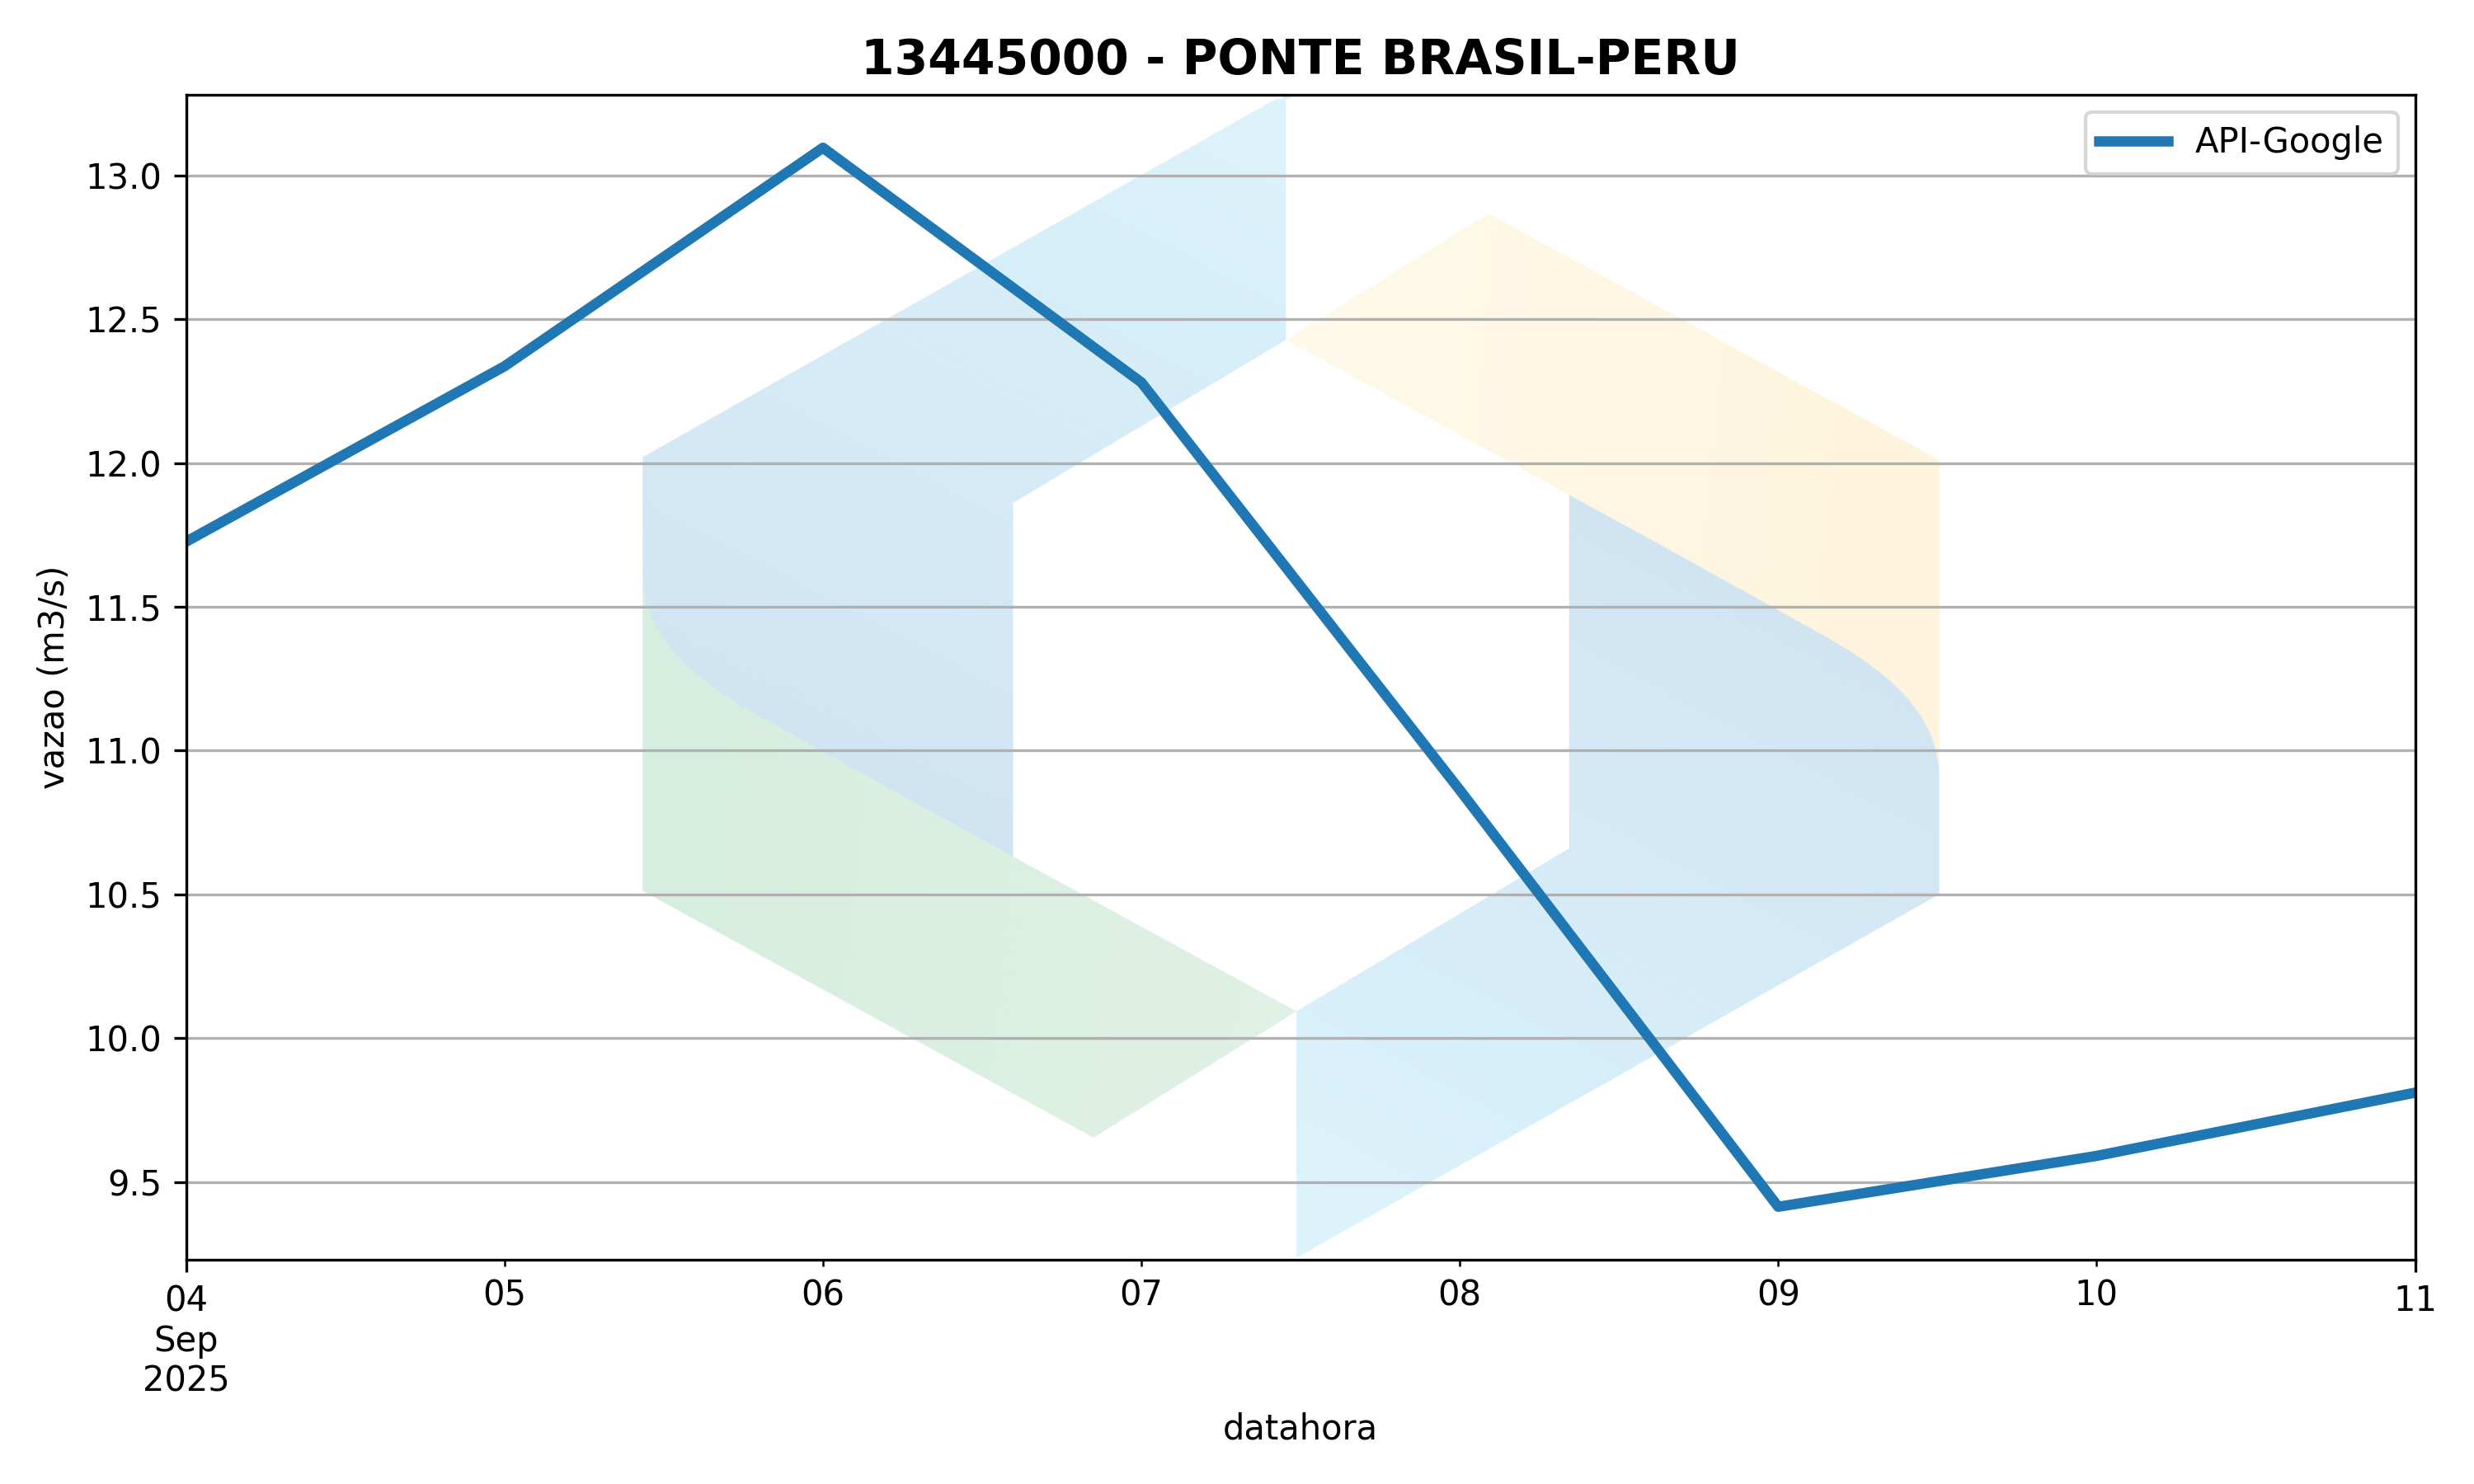 13445000 - PONTE BRASIL-PERU
API-Google
13.0
12.5
12.0
11.5
11.0
10.5
10.0
9.5
vazao (m3/s)
04 05 06 07 08 09 10 11
Sep
2025
datahora